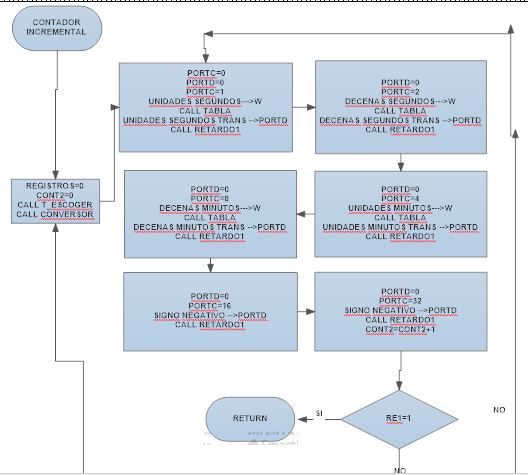 CONTADOR
INCREMENTAL
PORTC=0
PORTD=0
PORTC=1
UNIDADES SEGUNDOS--->W
CALL TABLA
UNIDADES SEGUNDOS TRANS -->PORTD
CALL RETARDO1
PORTD=0
PORTC=2
DECENAS SEGUNDOS--->W
CALL TABLA
DECENAS SEGUNDOS TRANS -->PORTD
CALL RETARDO1
REGISTROS=0
CONT2=0
CALL T_ESCOGER
CALL CONVERSOR
PORTD=0
PORTC=8
DECENAS MINUTOS--->W
CALL TABLA
DECENAS MINUTOS TRANS -->PORTD
CALL RETARDO1
PORTD=0
PORTC=4
UNIDADES MINUTOS--->W
CALL TABLA
UNIDADES MINUTOS TRANS -->PORTD
CALL RETARDO1
PORTD=0
PORTC=16
SIGNO NEGATIVO -->PORTD
CALL RETARDO1
PORTD=0
PORTC=32
SIGNO NEGATIVO -->PORTD
CALL RETARDO1
CONT2=CONT2+1
RETURN
SI
RE1=1
NO
NO